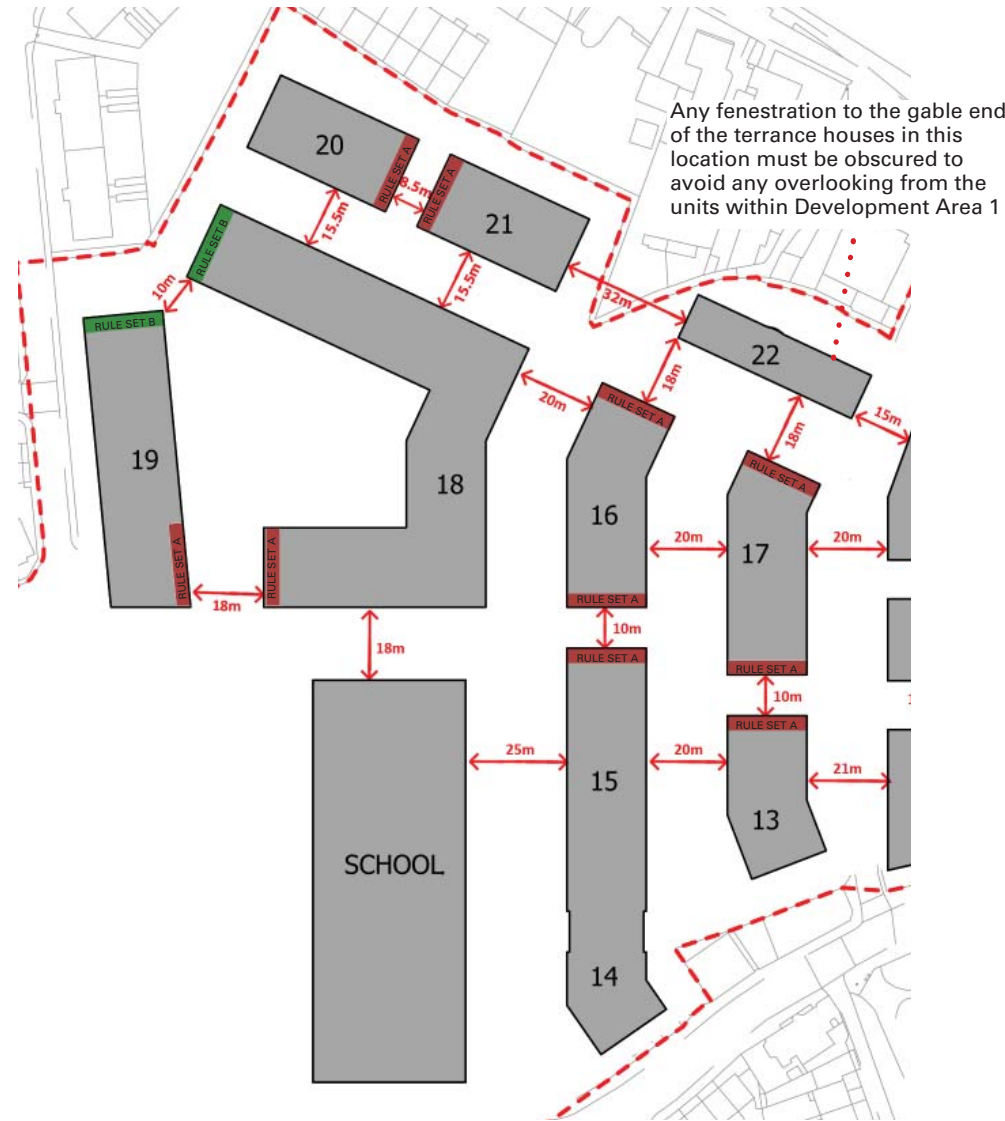 Any fenestration to the gable end
of the terrance houses in this
location must be obscured to
avoid any overlooking from the
units within Development Area 1
20
RULE SET A
8.5m
RULE SET A
21
15.5m
15.5m
RULE SET B
10m
RULE SET B
32m
22
18m
18m
15m
20m
RULE SET A
RULE SET A
19
18
16
17
20m
20m
RULE SET A
18m
RULE SET A
RULE SET A
10m
RULE SET A
18m
RULE SET A
10m
RULE SET A
25m
20m
21m
15
13
SCHOOL
14